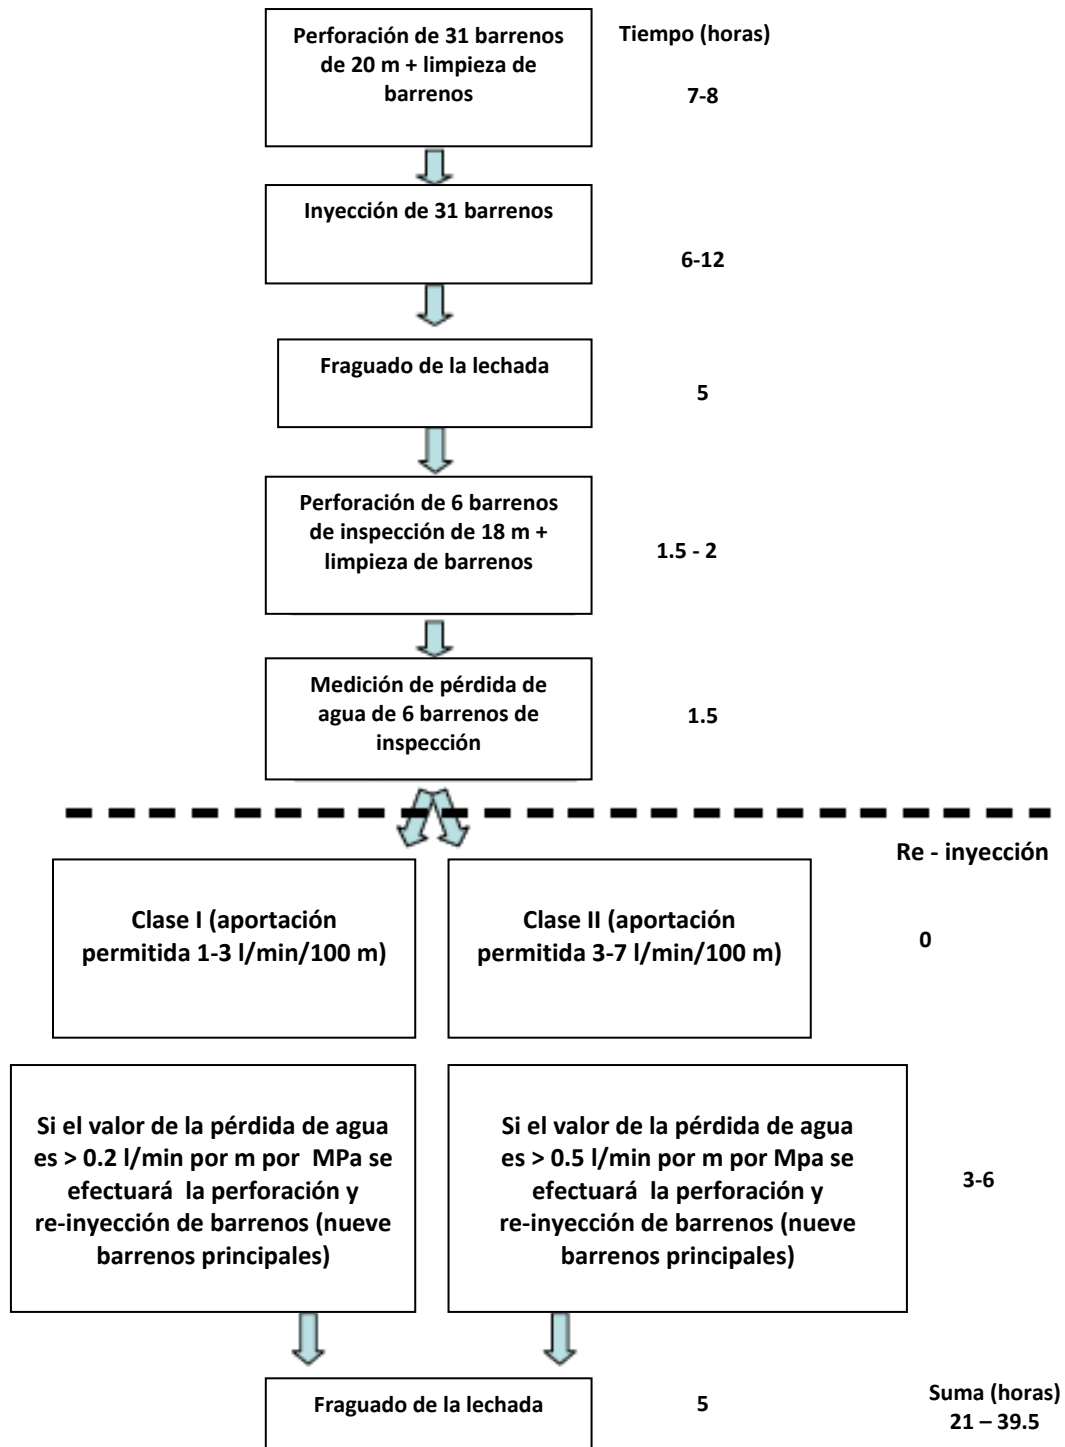 Perforación de 31 barrenos
de 20 m + limpieza de
barrenos
Tiempo (horas)
7-8
Inyección de 31 barrenos
6-12
Fraguado de la lechada
5
Perforación de 6 barrenos
de inspección de 18 m +
limpieza de barrenos
1.5 - 2
Medición de pérdida de
agua de 6 barrenos de
inspección
1.5
Re - inyección
Clase I (aportación
permitida 1-3 l/min/100 m)
Clase II (aportación
permitida 3-7 l/min/100 m)
0
Si el valor de la pérdida de agua
es > 0.2 l/min por m por MPa se
efectuará la perforación y
re-inyección de barrenos (nueve
barrenos principales)
Si el valor de la pérdida de agua
es > 0.5 l/min por m por Mpa se
efectuará la perforación y
re-inyección de barrenos (nueve
barrenos principales)
3-6
Fraguado de la lechada
5
Suma (horas)
21 – 39.5